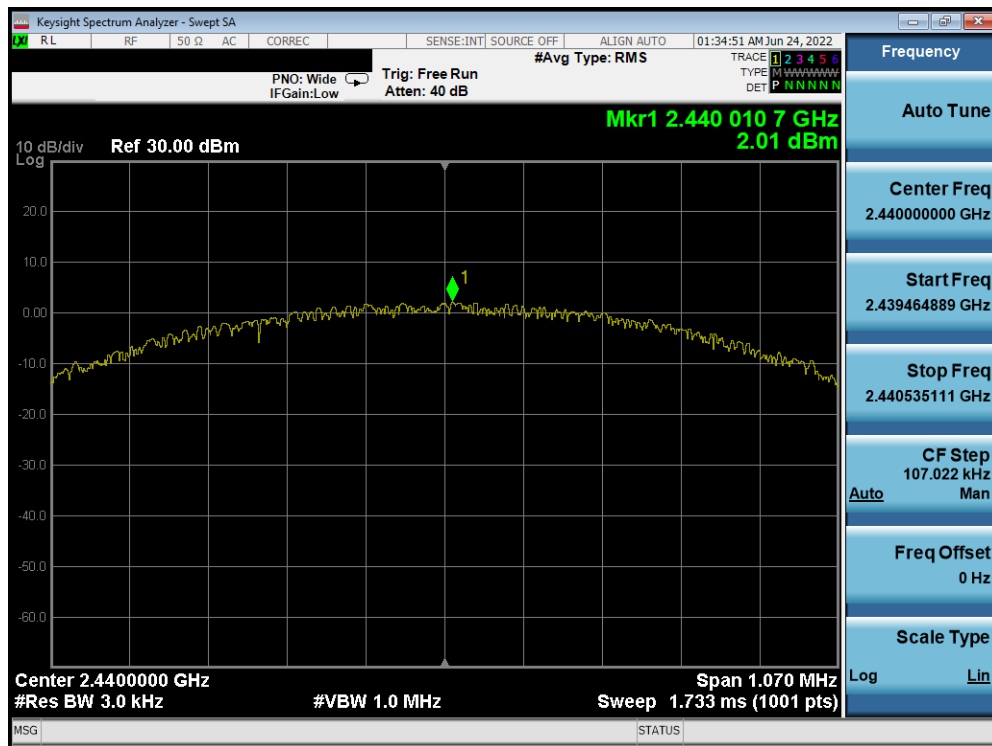 Keysight Spectrum Analyzer - Swept SA
LXI RL RF 50 Ω AC CORREC SENSE:INT SOURCE OFF ALIGN AUTO 01:34:51 AM Jun 24, 2022
PNO: Wide
IFGain:Low
Trig: Free Run
Atten: 40 dB
#Avg Type: RMS
TRACE 1 2 3 4 5 6
TYPE M W W W W W
DET P N N N N N
Mkr1 2.440 010 7 GHz
2.01 dBm
10 dB/div
Log
Ref 30.00 dBm
20.0
10.0
0.00
-10.0
-20.0
-30.0
-40.0
-50.0
-60.0
1
Center 2.4400000 GHz
Span 1.070 MHz
#Res BW 3.0 kHz
#VBW 1.0 MHz
Sweep 1.733 ms (1001 pts)
MSG
STATUS
Frequency
Auto Tune
Center Freq
2.440000000 GHz
Start Freq
2.439464889 GHz
Stop Freq
2.440535111 GHz
CF Step
107.022 kHz
Auto Man
Freq Offset
0 Hz
Scale Type
Log Lin